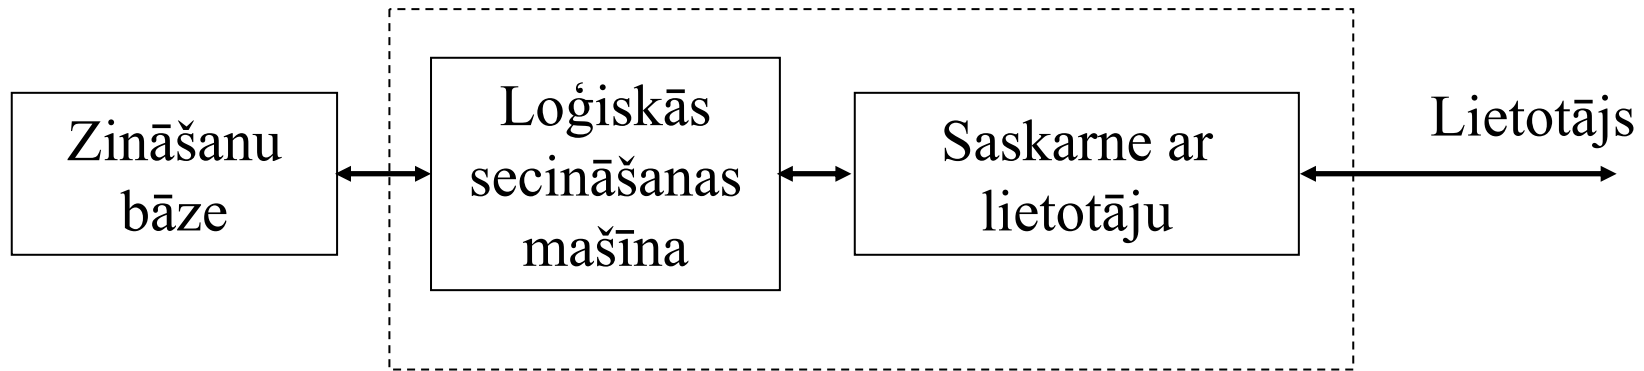 Zināšanu
bāze
Loģiskās
secināšanas
mašīna
Saskarne ar
lietotāju
Lietotājs